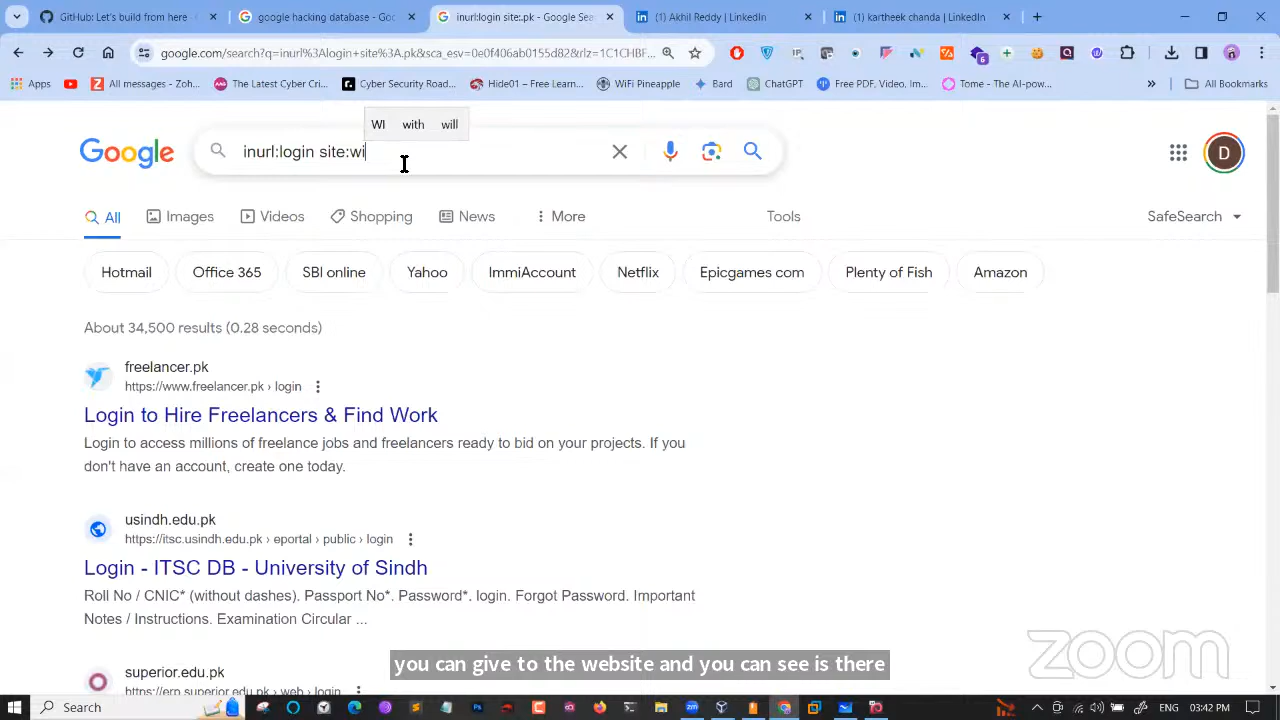 GitHub Let's build from here ·
google hacking database - Go
inurl:login site:.pk - Google Sea
(1) Akhil Reddy | LinkedIn
(1) kartheek chanda | LinkedIn
google.com/search?q=inurl%3Alogin+site%3A.pk&sca_esv=0e0f406ab0155d82&rlz=1C1CHBF...
Apps
All messages - Zoh...
The Latest Cyber Cri...
Cyber Security Road...
Hide01 – Free Learn...
WiFi Pineapple
Bard
ChatGPT
Free PDF, Video, Im...
Tome - The AI-pow...
»
All Bookmarks
WI with will
Google
inurl:login site:wi
D
All Images Videos Shopping News More Tools SafeSearch
Hotmail Office 365 SBI online Yahoo ImmiAccount Netflix Epicgames com Plenty of Fish Amazon
About 34,500 results (0.28 seconds)
freelancer.pk
https://www.freelancer.pk › login
Login to Hire Freelancers & Find Work
Login to access millions of freelance jobs and freelancers ready to bid on your projects. If you
don't have an account, create one today.
usindh.edu.pk
https://itsc.usindh.edu.pk › eportal › public › login
Login - ITSC DB - University of Sindh
Roll No / CNIC* (without dashes). Passport No*. Password*. login. Forgot Password. Important
Notes / Instructions. Examination Circular ...
superior.edu.pk
https://erp.superior.edu.pk › web › login
you can give to the website and you can see is there
zoom
Search
ENG 03:42 PM